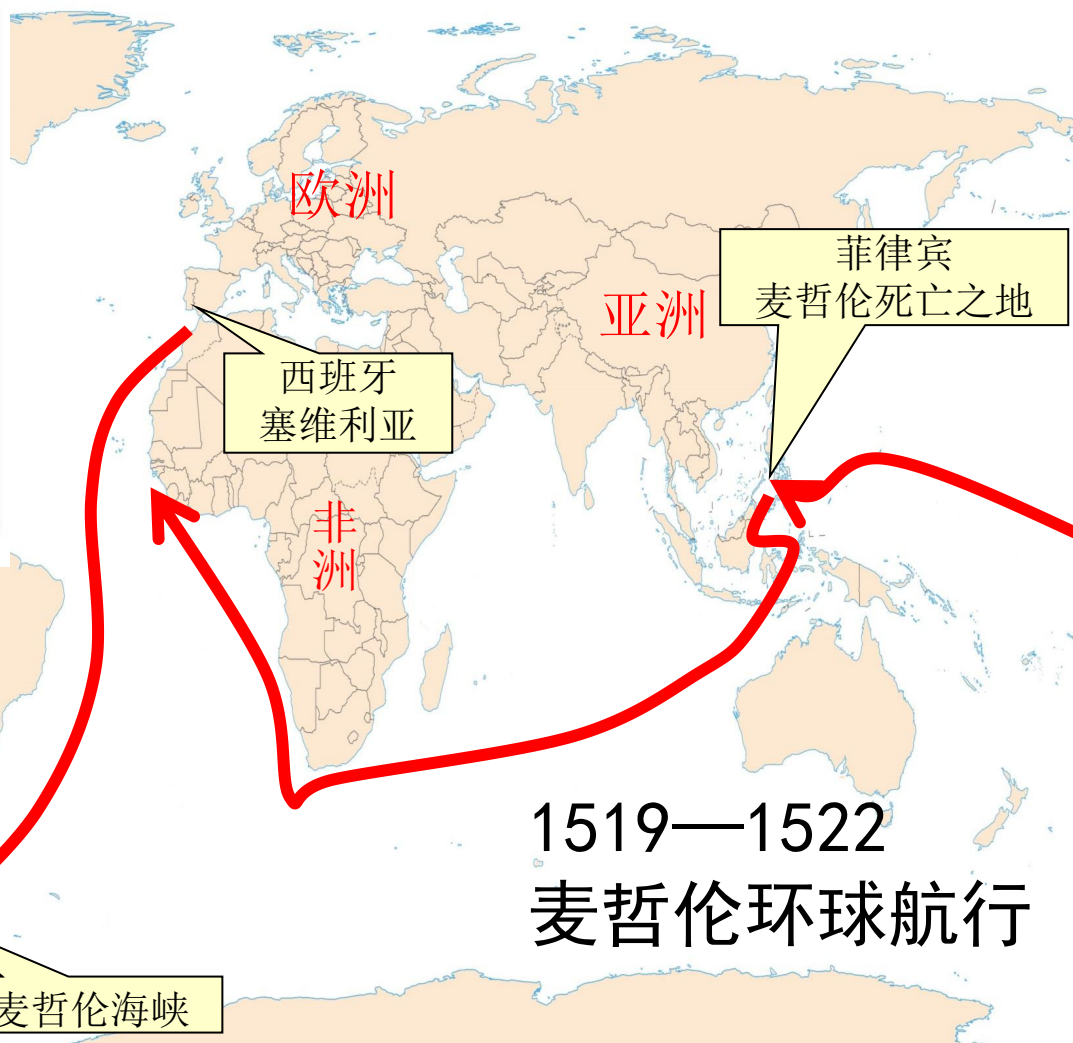 欧洲
菲律宾
麦哲伦死亡之地
亚洲
西班牙
塞维利亚
非
洲
1519—1522
麦哲伦环球航行
麦哲伦海峡